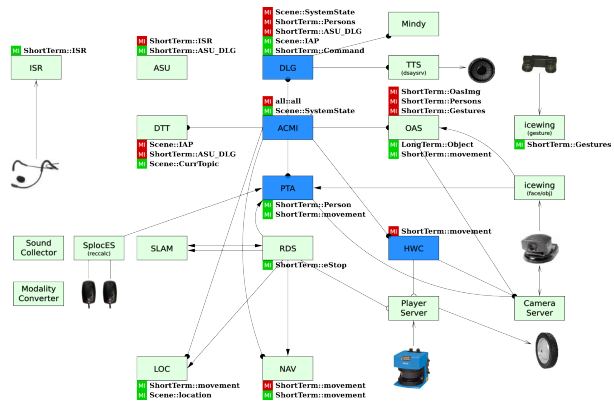 MI Scene::SystemState
MI ShortTerm::Persons
MI ShortTerm::ASU_DLG
MI Scene::IAP
MI ShortTerm::Command
Mindy
MI ShortTerm::ISR
MI ShortTerm::ISR
MI ShortTerm::ASU_DLG
ISR
ASU
DLG
TTS
(dsaysrv)
MI all::all
MI Scene::SystemState
MI ShortTerm::OasImg
MI ShortTerm::Persons
MI ShortTerm::Gestures
DTT
ACMI
OAS
icewing
(gesture)
MI Scene::IAP
MI ShortTerm::ASU_DLG
MI Scene::CurrTopic
MI LongTerm::Object
MI ShortTerm::movement
MI ShortTerm::Gestures
PTA
icewing
(face/obj)
MI ShortTerm::Person
MI ShortTerm::movement
MI ShortTerm::movement
Sound
Collector
SplocES
(reccalc)
SLAM
RDS
HWC
MI ShortTerm::eStop
Modality
Converter
Player
Server
Camera
Server
LOC
NAV
MI ShortTerm::movement
MI Scene::location
MI ShortTerm::movement
MI ShortTerm::movement